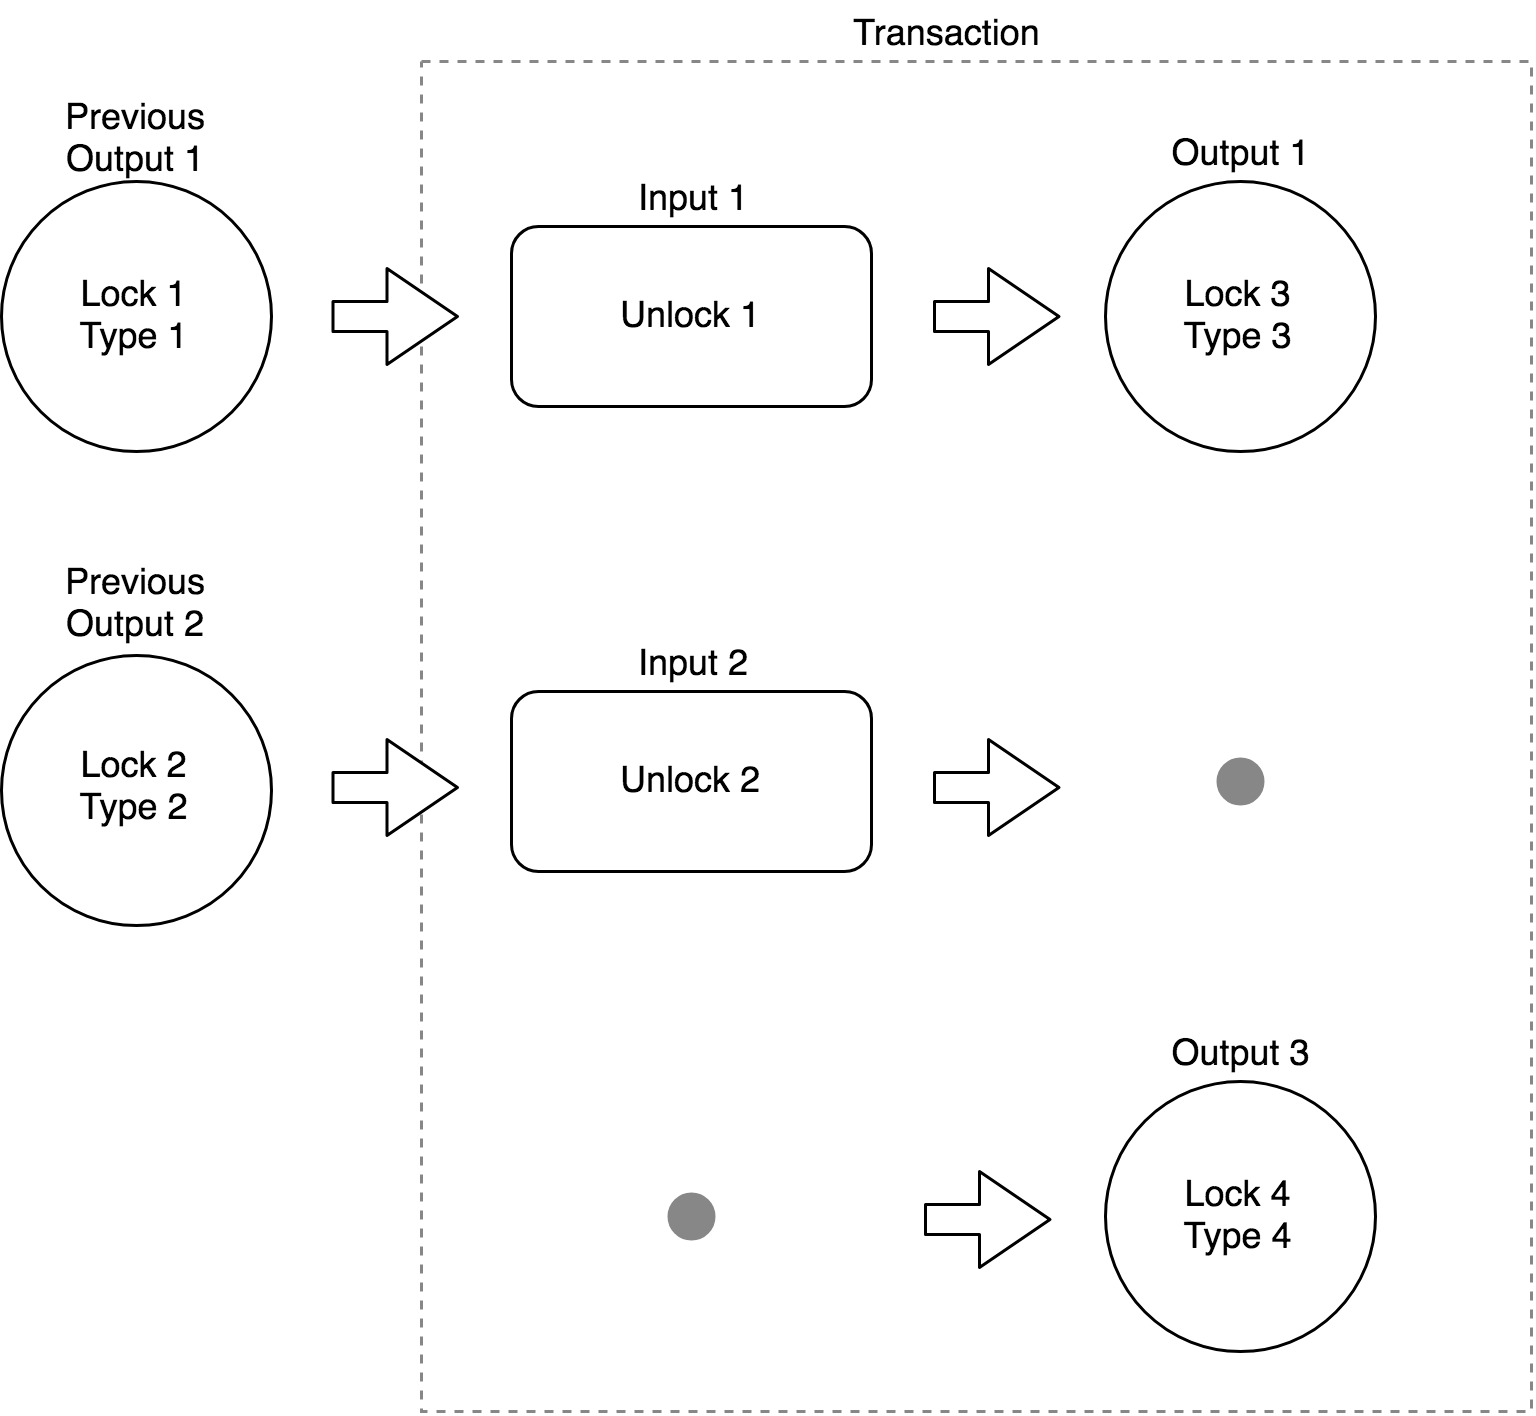 Transaction
Previous
Output 1
Lock 1
Type 1
Input 1
Unlock 1
Output 1
Lock 3
Type 3
Previous
Output 2
Lock 2
Type 2
Input 2
Unlock 2
Output 3
Lock 4
Type 4